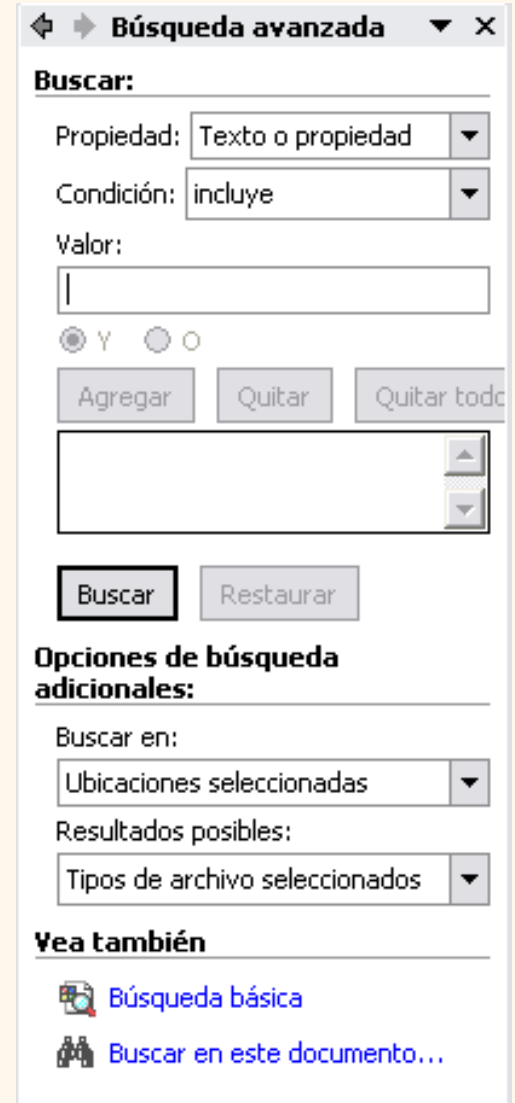 Búsqueda avanzada
Buscar:
Propiedad: Texto o propiedad
Condición: incluye
Valor:
Y O
Agregar Quitar Quitar todo
Buscar Restaurar
Opciones de búsqueda
adicionales:
Buscar en:
Ubicaciones seleccionadas
Resultados posibles:
Tipos de archivo seleccionados
Vea también
Búsqueda básica
Buscar en este documento...